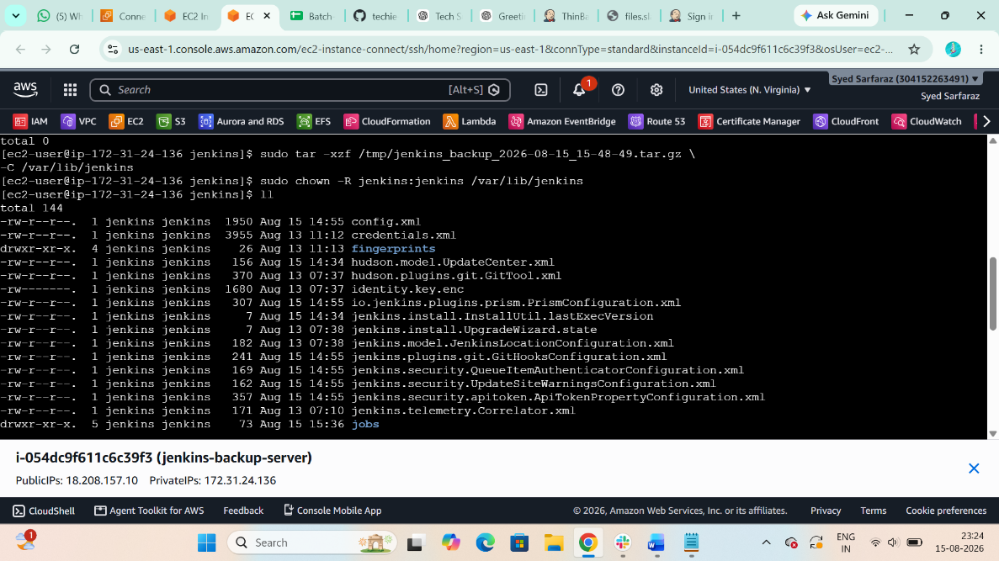 Wh
Conne
EC2 In
EC
Batch-
techie
Tech S
Greetin
ThinBa
files.sl
Sign in
Ask Gemini
us-east-1.console.aws.amazon.com/ec2-instance-connect/ssh/home?region=us-east-1&connType=standard&instanceId=i-054dc9f611c6c39f3&osUser=ec2-...
aws
Search [Alt+S]
1
United States (N. Virginia)
Syed Sarfaraz (304152263491)
Syed Sarfaraz
IAM VPC EC2 S3 Aurora and RDS EFS CloudFormation Lambda Amazon EventBridge Route 53 Certificate Manager CloudFront CloudWatch
total 0
[ec2-user@ip-172-31-24-136 jenkins]$ sudo tar -xzf /tmp/jenkins_backup_2026-08-15_15-48-49.tar.gz \
-C /var/lib/jenkins
[ec2-user@ip-172-31-24-136 jenkins]$ sudo chown -R jenkins:jenkins /var/lib/jenkins
[ec2-user@ip-172-31-24-136 jenkins]$ ll
total 144
-rw-r--r--. 1 jenkins jenkins 1950 Aug 15 14:55 config.xml
-rw-r--r--. 1 jenkins jenkins 3955 Aug 13 11:12 credentials.xml
drwxr-xr-x. 4 jenkins jenkins 26 Aug 13 11:13 fingerprints
-rw-r--r--. 1 jenkins jenkins 156 Aug 15 14:34 hudson.model.UpdateCenter.xml
-rw-r--r--. 1 jenkins jenkins 370 Aug 13 07:37 hudson.plugins.git.GitTool.xml
-rw-------. 1 jenkins jenkins 1680 Aug 13 07:37 identity.key.enc
-rw-r--r--. 1 jenkins jenkins 307 Aug 15 14:55 io.jenkins.plugins.prism.PrismConfiguration.xml
-rw-r--r--. 1 jenkins jenkins 7 Aug 15 14:34 jenkins.install.InstallUtil.lastExecVersion
-rw-r--r--. 1 jenkins jenkins 7 Aug 13 07:38 jenkins.install.UpgradeWizard.state
-rw-r--r--. 1 jenkins jenkins 182 Aug 13 07:38 jenkins.model.JenkinsLocationConfiguration.xml
-rw-r--r--. 1 jenkins jenkins 241 Aug 15 14:55 jenkins.plugins.git.GitHooksConfiguration.xml
-rw-r--r--. 1 jenkins jenkins 169 Aug 15 14:55 jenkins.security.QueueItemAuthenticatorConfiguration.xml
-rw-r--r--. 1 jenkins jenkins 162 Aug 15 14:55 jenkins.security.UpdateSiteWarningsConfiguration.xml
-rw-r--r--. 1 jenkins jenkins 357 Aug 15 14:55 jenkins.security.apitoken.ApiTokenPropertyConfiguration.xml
-rw-r--r--. 1 jenkins jenkins 171 Aug 13 07:10 jenkins.telemetry.Correlator.xml
drwxr-xr-x. 5 jenkins jenkins 73 Aug 15 15:36 jobs
i-054dc9f611c6c39f3 (jenkins-backup-server)
PublicIPs: 18.208.157.10 PrivateIPs: 172.31.24.136
CloudShell Agent Toolkit for AWS Feedback Console Mobile App © 2026, Amazon Web Services, Inc. or its affiliates. Privacy Terms Cookie preferences
1
Search
ENG
IN
23:24
15-08-2026